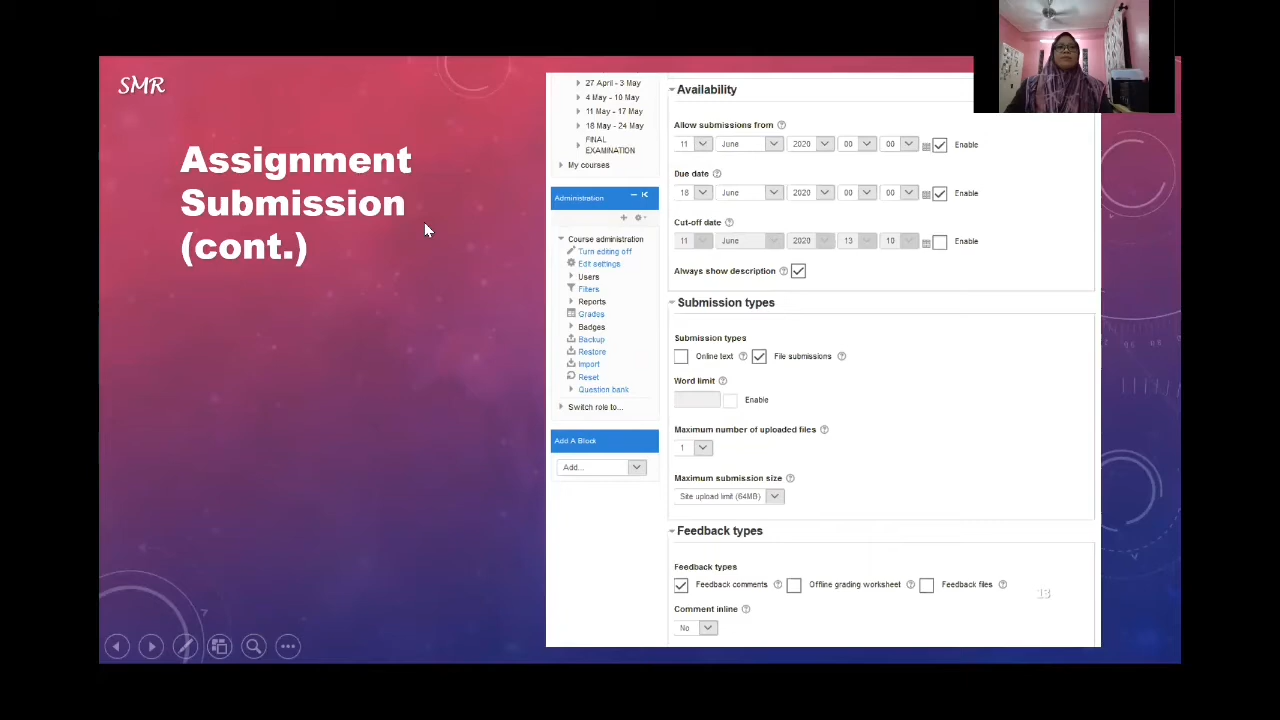 SMR
Assignment
Submission
(cont.)
27 April - 3 May
4 May - 10 May
11 May - 17 May
18 May - 24 May
FINAL
EXAMINATION
My courses
Administration
Course administration
Turn editing off
Edit settings
Users
Filters
Reports
Grades
Badges
Backup
Restore
Import
Reset
Question bank
Switch role to...
Add A Block
Add...
Availability
Allow submissions from
11 June 2020 00 00 Enable
Due date
18 June 2020 00 00 Enable
Cut-off date
11 June 2020 13 10 Enable
Always show description
Submission types
Submission types
Online text File submissions
Word limit
Enable
Maximum number of uploaded files
1
Maximum submission size
Site upload limit (64MB)
Feedback types
Feedback types
Feedback comments Offline grading worksheet Feedback files
13
Comment inline
No